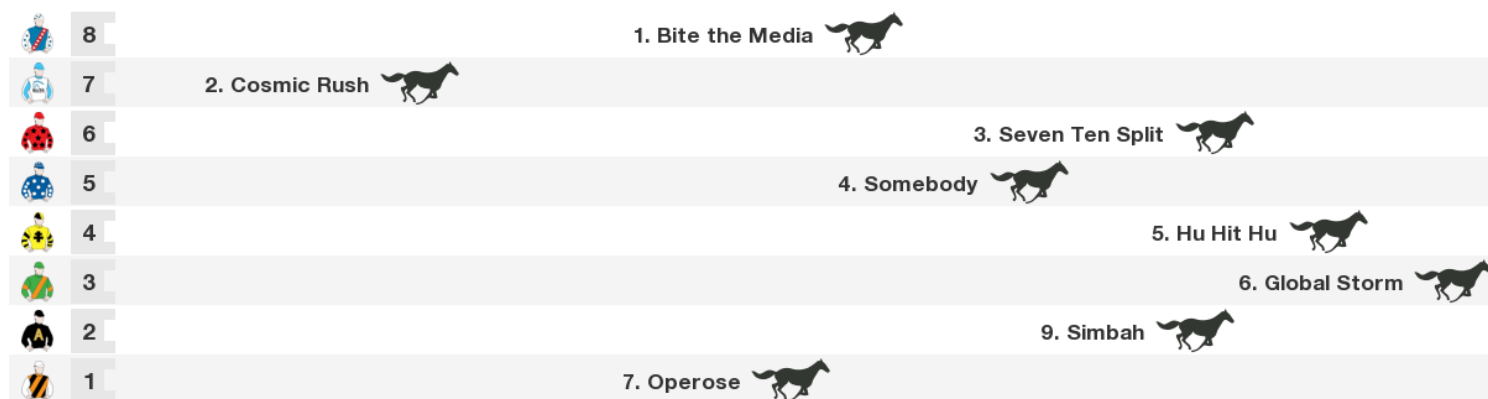 8 1. Bite the Media
7 2. Cosmic Rush
6 3. Seven Ten Split
5 4. Somebody
4 5. Hu Hit Hu
3 6. Global Storm
A 2 9. Simbah
1 7. Operose